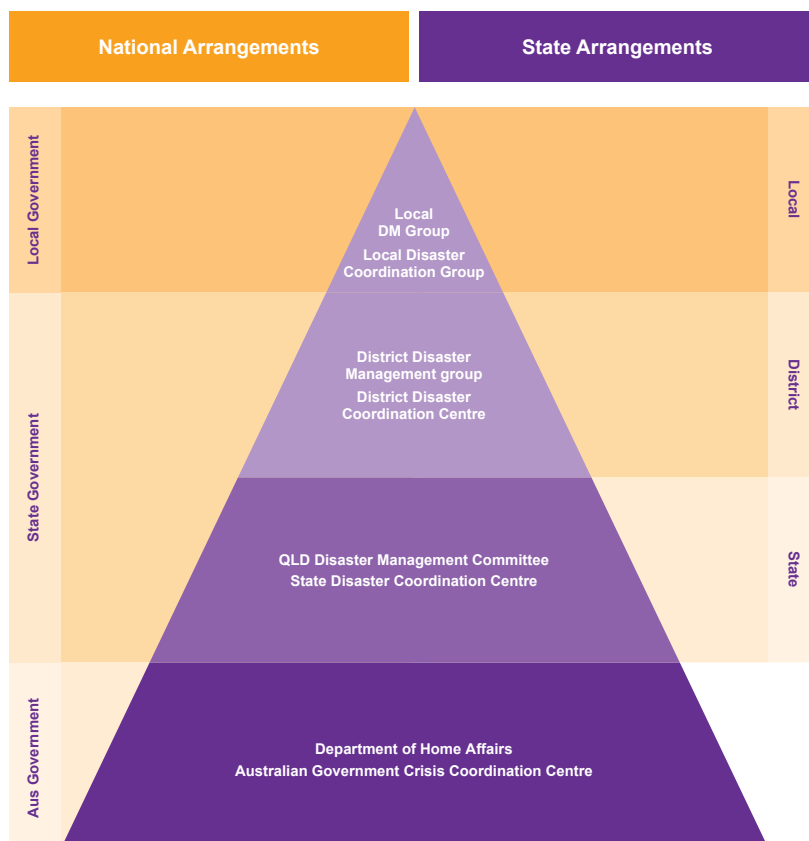 National Arrangements
State Arrangements
Local Government
Local
DM Group
Local Disaster
Coordination Group
Local
State Government
District Disaster
Management group
District Disaster
Coordination Centre
District
QLD Disaster Management Committee
State Disaster Coordination Centre
State
Aus Government
Department of Home Affairs
Australian Government Crisis Coordination Centre